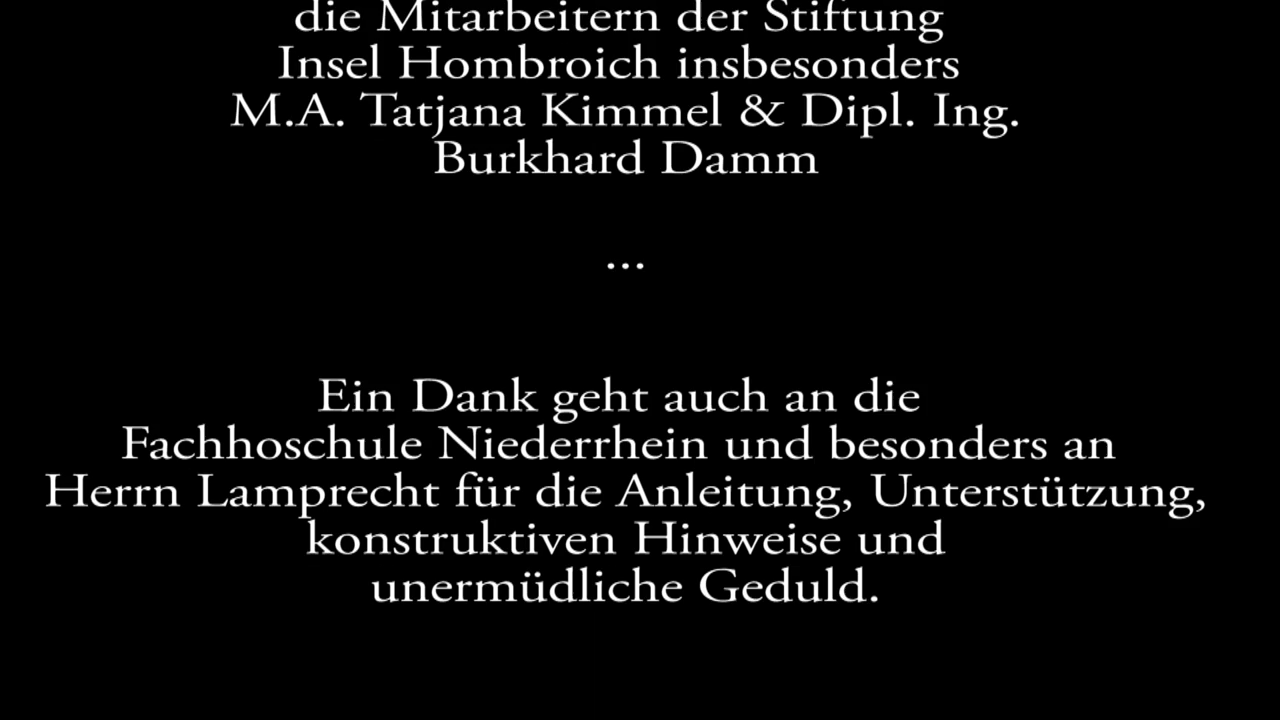 die Mitarbeitern der Stiftung
Insel Hombroich insbesonders
M.A. Tatjana Kimmel & Dipl. Ing.
Burkhard Damm
...
Ein Dank geht auch an die
Fachhoschule Niederrhein und besonders an
Herrn Lamprecht für die Anleitung, Unterstützung,
konstruktiven Hinweise und
unermüdliche Geduld.